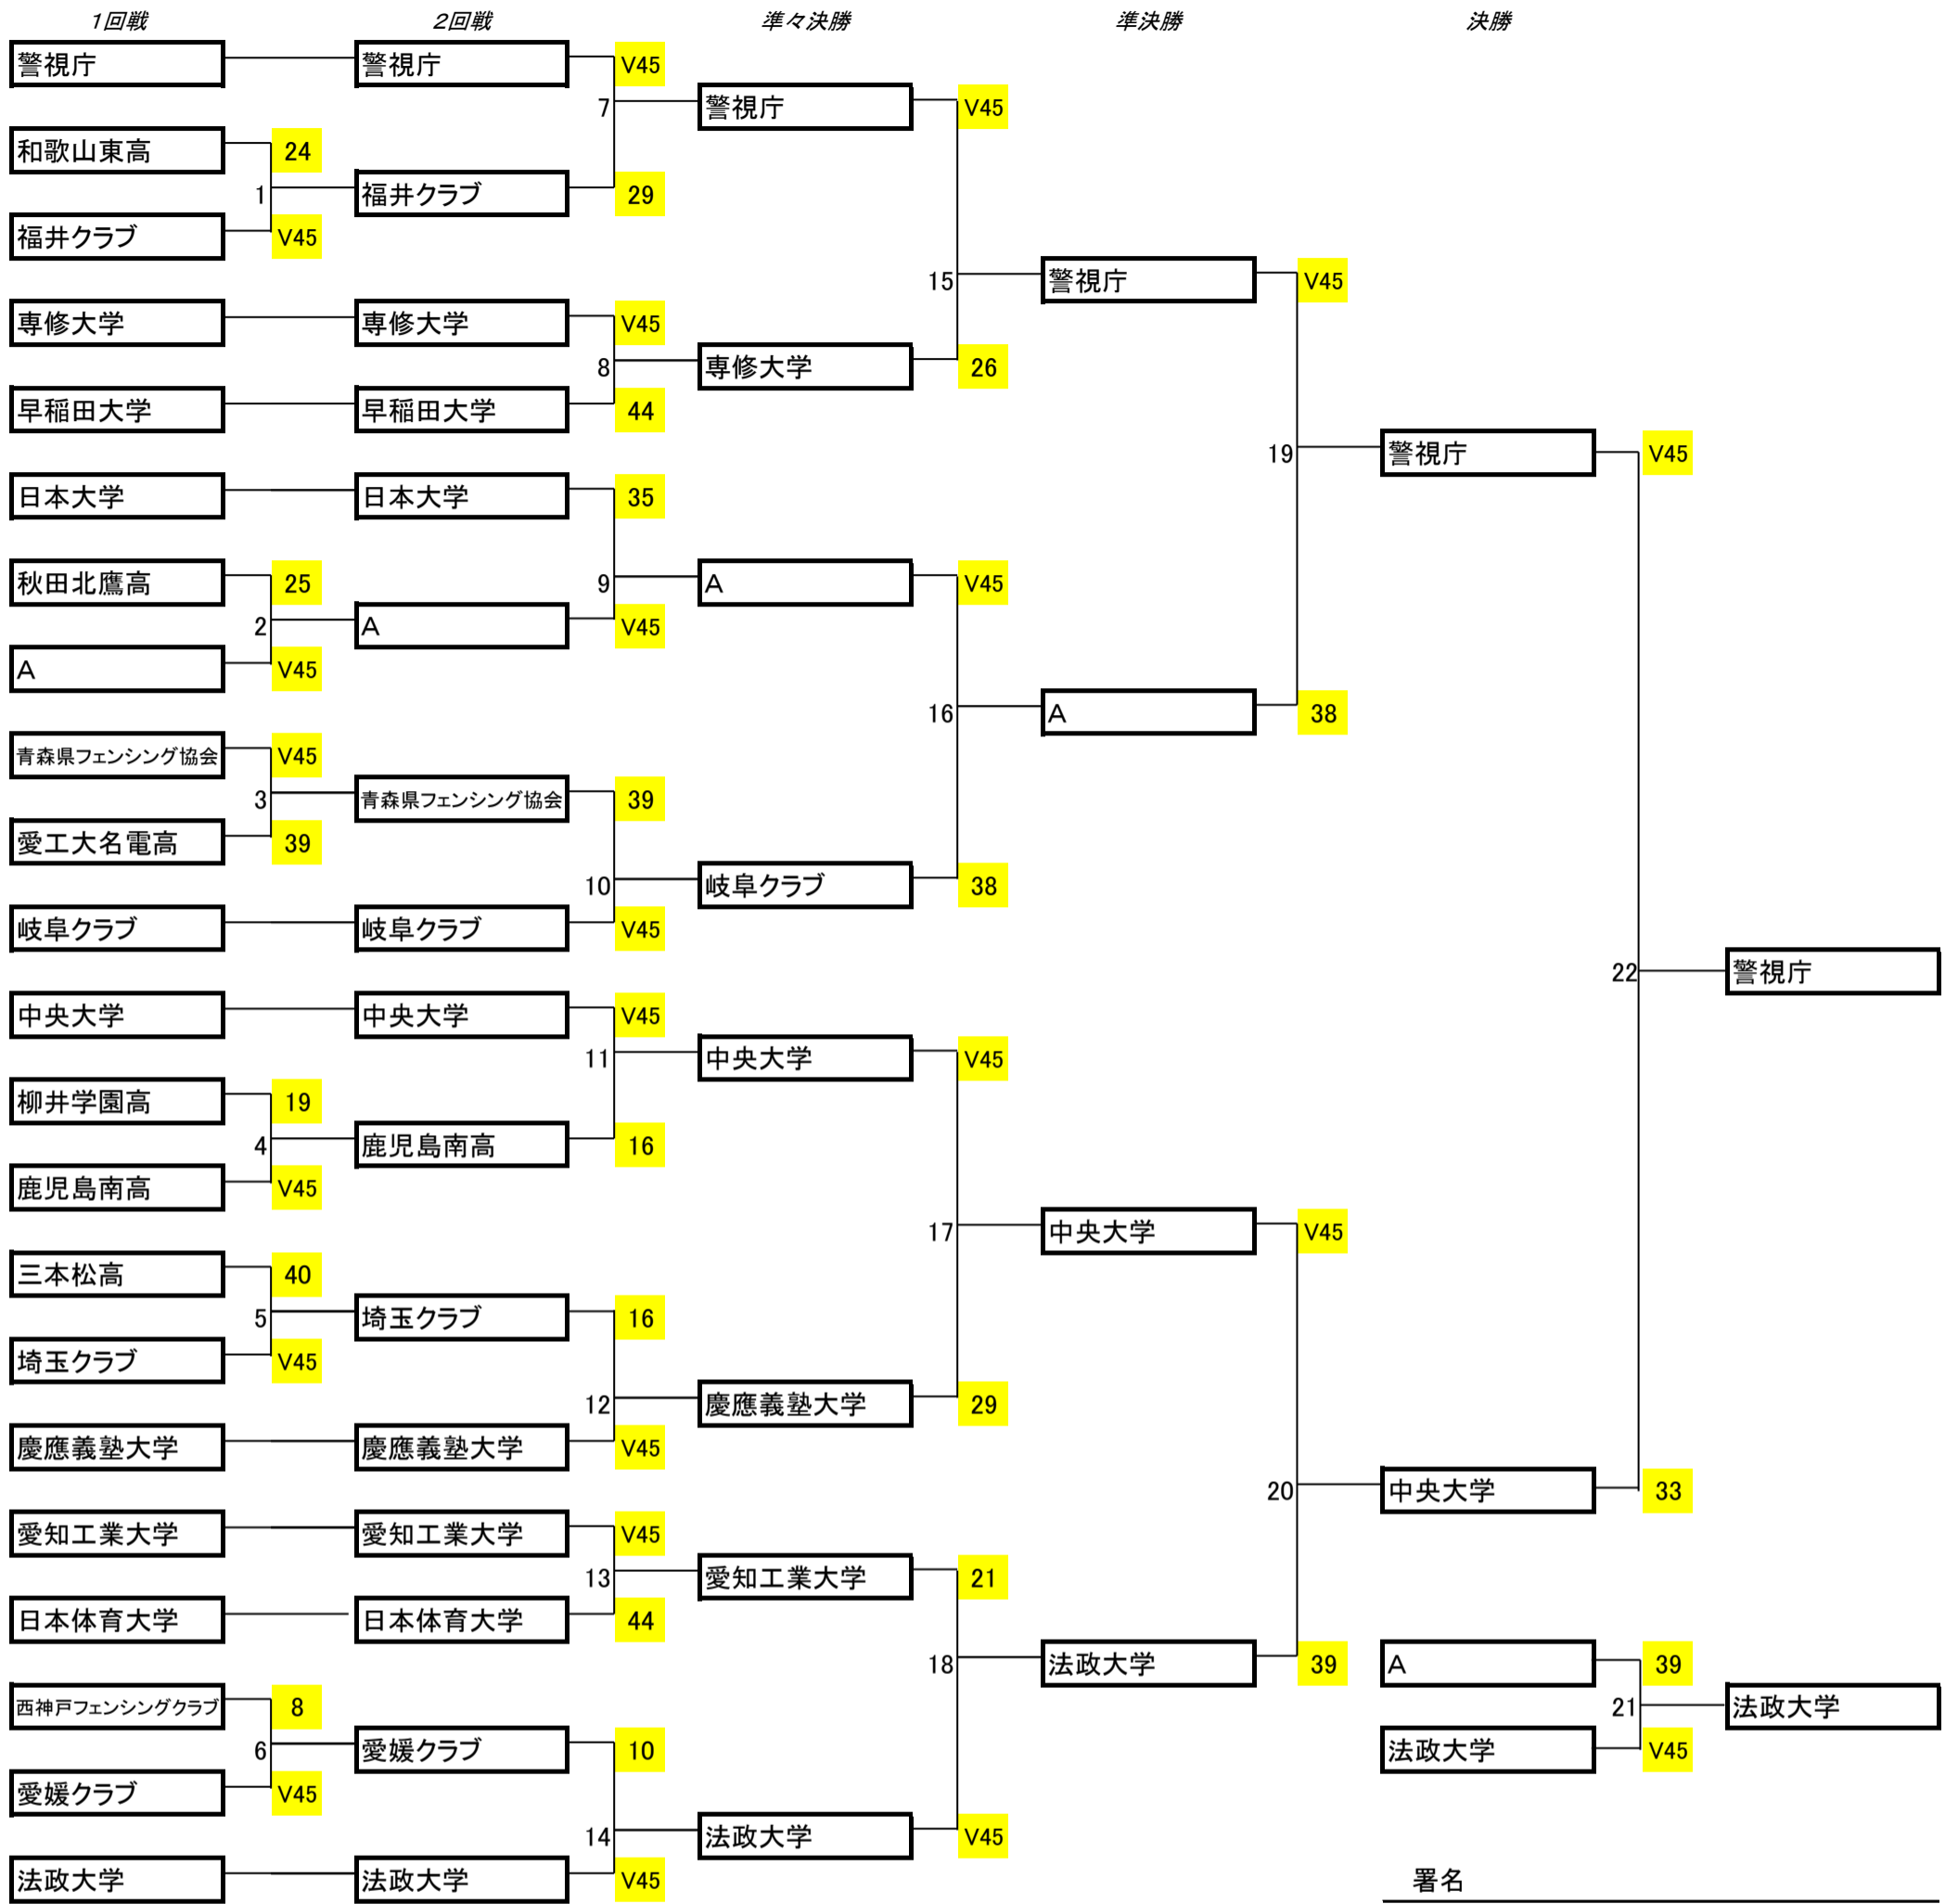 1回戦 2回戦 準々決勝 準決勝 決勝
警視庁 警視庁 V45
7 警視庁 V45
和歌山東高 24
1 福井クラブ 29
福井クラブ V45
15 警視庁 V45
専修大学 専修大学 V45
8 専修大学 26
早稲田大学 早稲田大学 44
19 警視庁 V45
日本大学 日本大学 35
秋田北鷹高 25 9 A V45
2 A V45
A V45
16 A 38
青森県フェンシング協会 V45
3 青森県フェンシング協会 39
愛工大名電高 39
10 岐阜クラブ 38
岐阜クラブ 岐阜クラブ V45
22 警視庁
中央大学 中央大学 V45
11 中央大学 V45
柳井学園高 19
4 鹿児島南高 16
鹿児島南高 V45
17 中央大学 V45
三本松高 40
5 埼玉クラブ 16
埼玉クラブ V45
12 慶應義塾大学 29
慶應義塾大学 慶應義塾大学 V45
20 中央大学 33
愛知工業大学 愛知工業大学 V45
13 愛知工業大学 21
日本体育大学 日本体育大学 44
18 法政大学 39 A 39
西神戸フェンシングクラブ 8 21 法政大学
6 愛媛クラブ 10 法政大学 V45
愛媛クラブ V45
14 法政大学 V45
法政大学 法政大学 V45 署名